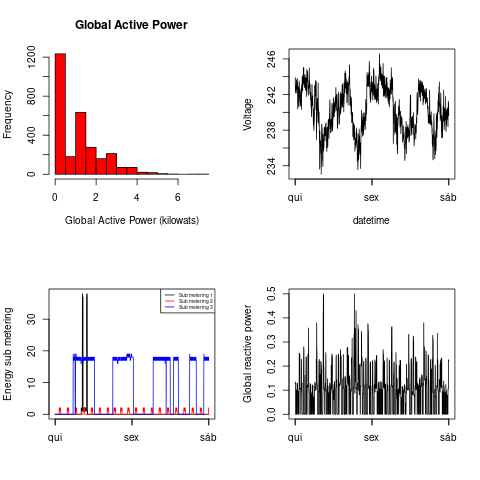 Global Active Power
Frequency
0
400
800
1200
0
2
4
6
Global Active Power (kilowats)
Voltage
234
238
242
246
qui
sex
sáb
datetime
Energy sub metering
0
10
20
30
Sub metering 1
Sub metering 2
Sub metering 3
qui
sex
sáb
Global reactive power
0.0
0.1
0.2
0.3
0.4
0.5
qui
sex
sáb